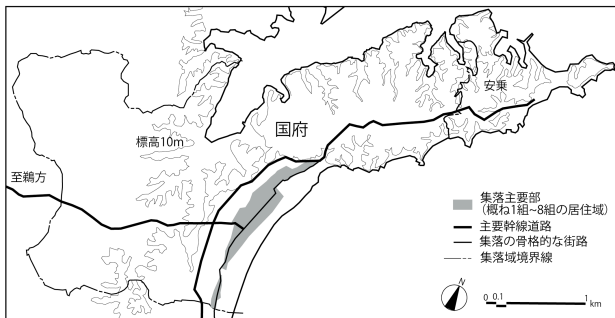 安乗
国府
標高10m
至鵜方
集落主要部
(概ね1組~8組の居住域)
主要幹線道路
集落の骨格的な街路
集落域境界線
N
0 0.1 1 km